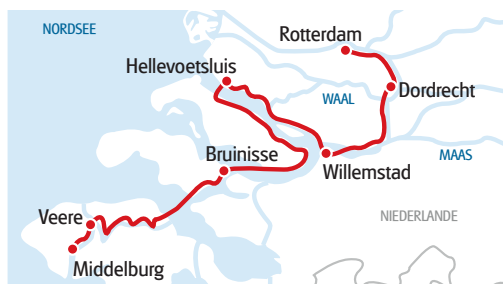 NORDSEE
Rotterdam
Hellevoetsluis
WAAL
Dordrecht
Bruinisse
Willemstad
MAAS
Veere
NIEDERLANDE
Middelburg